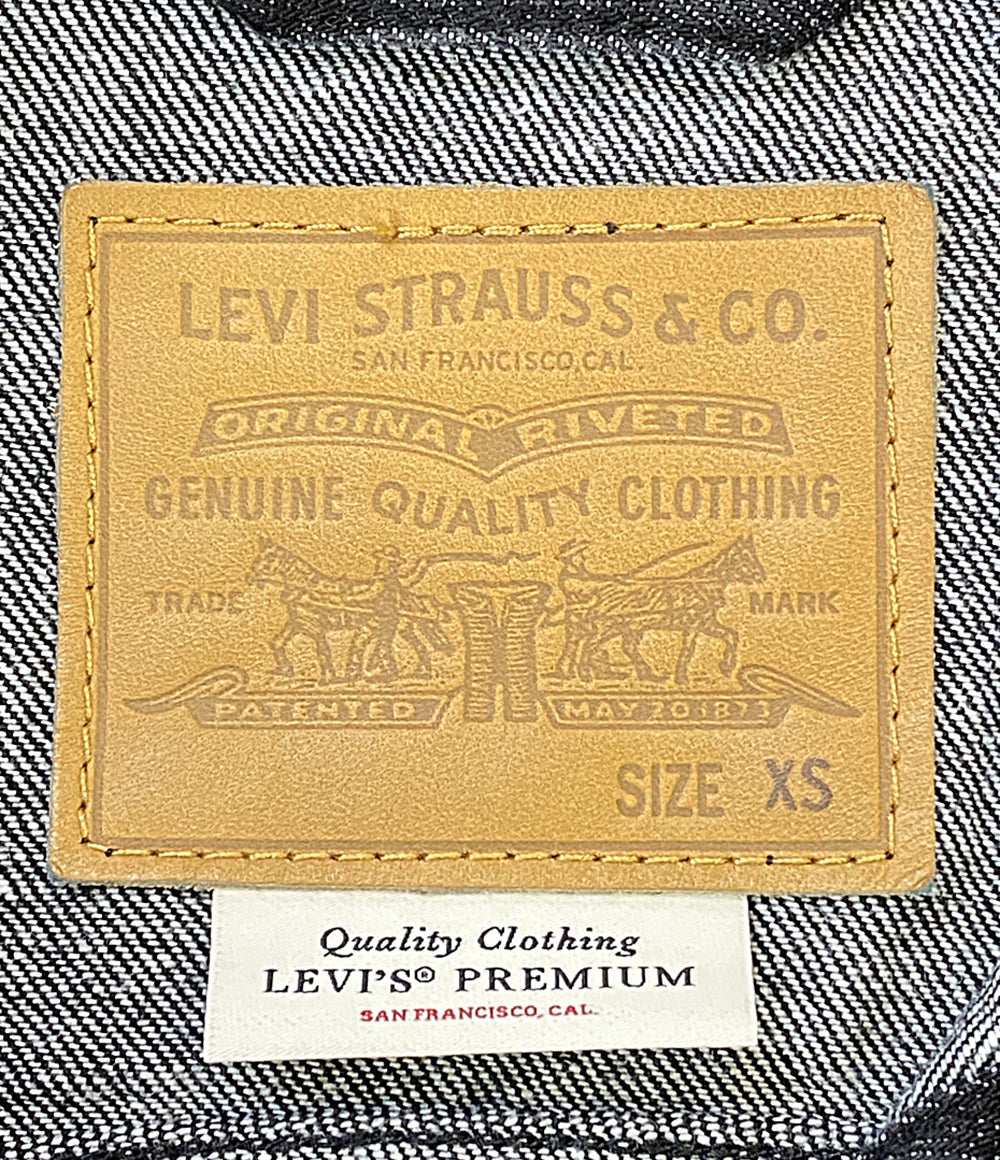 LEVI STRAUSS & CO.
SAN FRANCISCO, CAL.
ORIGINAL RIVETED
GENUINE QUALITY CLOTHING
TRADE MARK
PATENTED MAY 20 1873
SIZE XS
Quality Clothing
LEVI'S® PREMIUM
SAN FRANCISCO, CAL.